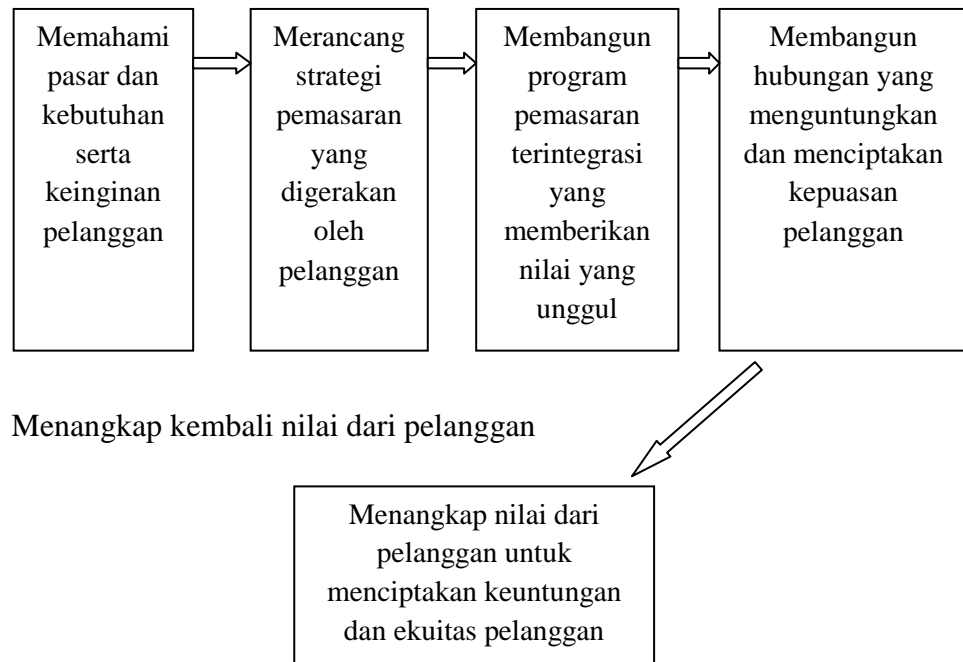 Memahami
pasar dan
kebutuhan
serta
keinginan
pelanggan
Merancang
strategi
pemasaran
yang
digerakan
oleh
pelanggan
Membangun
program
pemasaran
terintegrasi
yang
memberikan
nilai yang
unggul
Membangun
hubungan yang
menguntungkan
dan menciptakan
kepuasan
pelanggan
Menangkap kembali nilai dari pelanggan
Menangkap nilai dari
pelanggan untuk
menciptakan keuntungan
dan ekuitas pelanggan